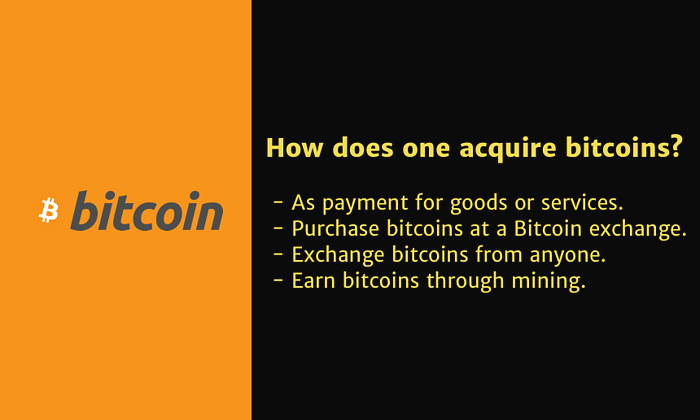 bitcoin
How does one acquire bitcoins?
- As payment for goods or services.
- Purchase bitcoins at a Bitcoin exchange.
- Exchange bitcoins from anyone.
- Earn bitcoins through mining.